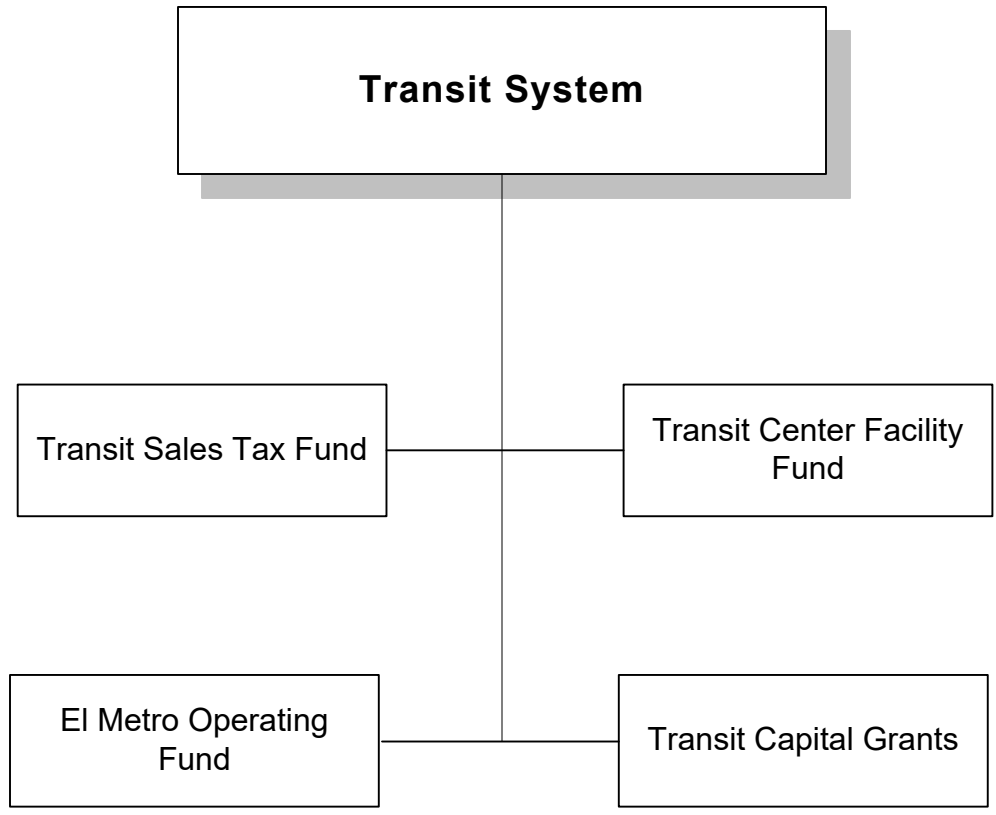 Transit System
Transit Sales Tax Fund
Transit Center Facility
Fund
El Metro Operating
Fund
Transit Capital Grants